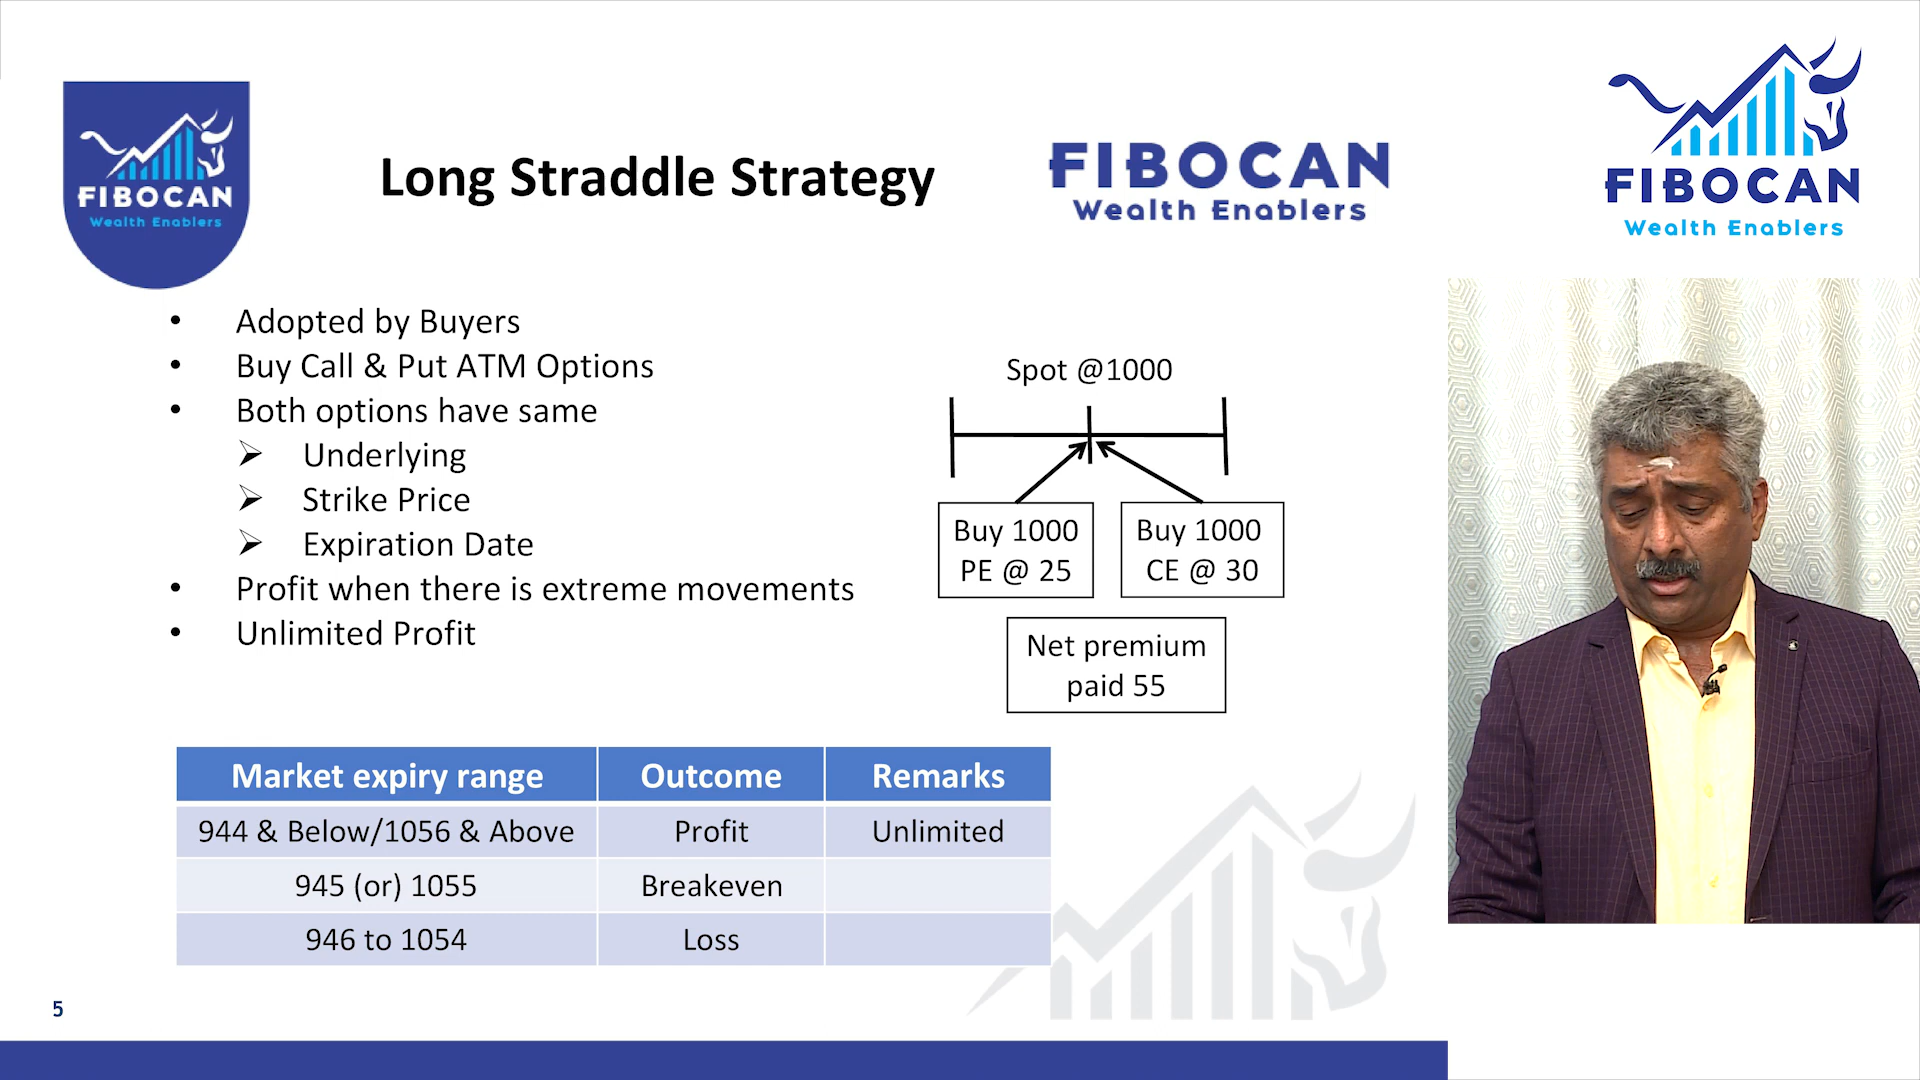 FIBOCAN
Wealth Enablers
Long Straddle Strategy
FIBOCAN
Wealth Enablers
FIBOCAN
Wealth Enablers
• Adopted by Buyers
• Buy Call & Put ATM Options
• Both options have same
➢ Underlying
➢ Strike Price
➢ Expiration Date
• Profit when there is extreme movements
• Unlimited Profit
Spot @1000
Buy 1000
PE @ 25
Buy 1000
CE @ 30
Net premium
paid 55
Market expiry range Outcome Remarks
944 & Below/1056 & Above Profit Unlimited
945 (or) 1055 Breakeven
946 to 1054 Loss
5